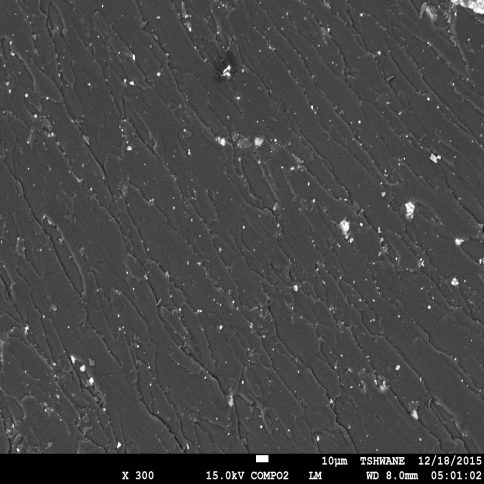 10μm TSHWANE 12/18/2015
X 300 15.0kV COMPO2 LM WD 8.0mm 05:01:02